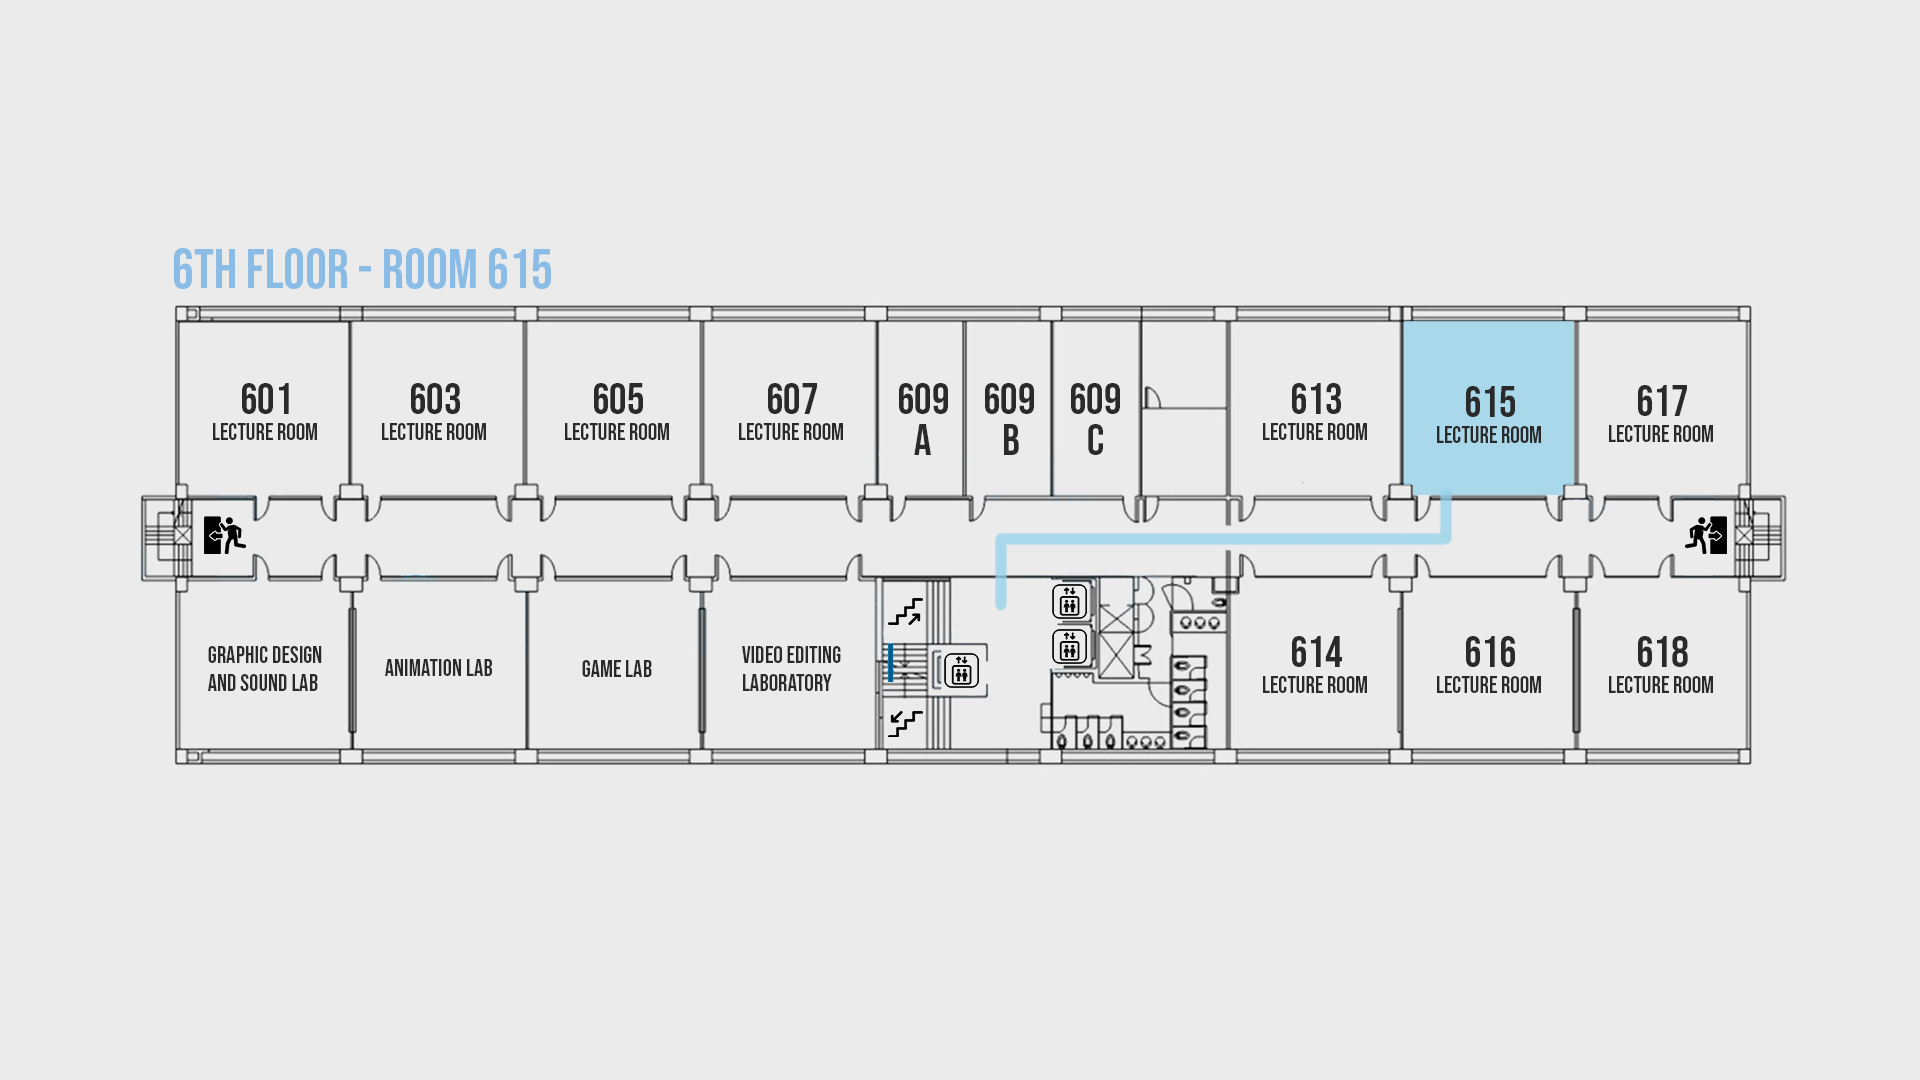 6TH FLOOR - ROOM 615
601
LECTURE ROOM
603
LECTURE ROOM
605
LECTURE ROOM
607
LECTURE ROOM
609
A
609
B
609
C
613
LECTURE ROOM
615
LECTURE ROOM
617
LECTURE ROOM
GRAPHIC DESIGN
AND SOUND LAB
ANIMATION LAB
GAME LAB
VIDEO EDITING
LABORATORY
614
LECTURE ROOM
616
LECTURE ROOM
618
LECTURE ROOM